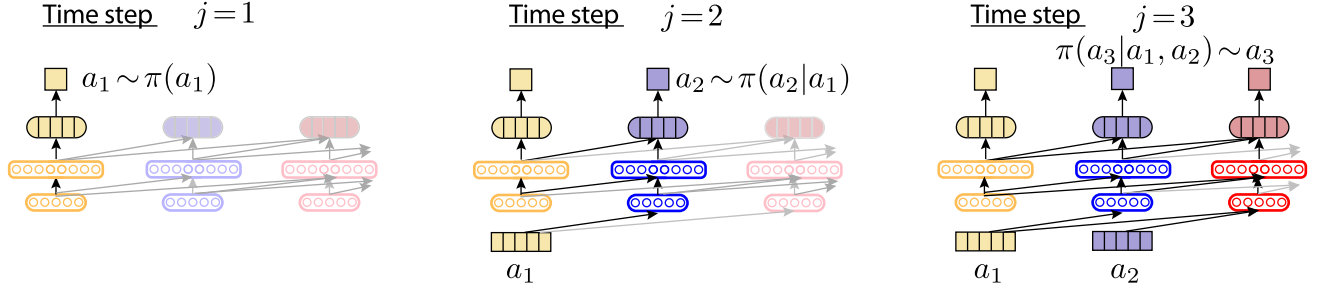 Time step j=1
a₁ ~ π(a₁)
Time step j=2
a₂ ~ π(a₂|a₁)
a₁
Time step j=3
π(a₃|a₁, a₂) ~ a₃
a₁ a₂